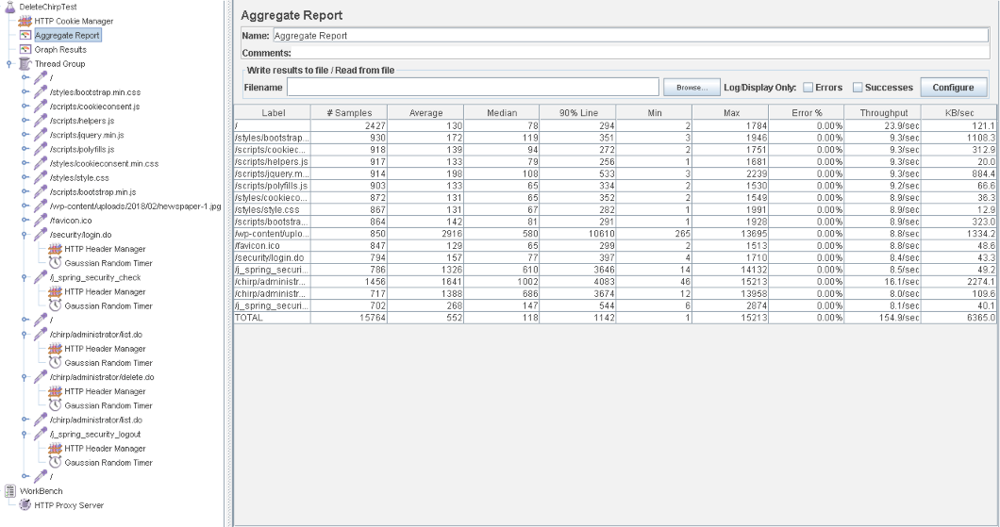 DeleteChirpTest
HTTP Cookie Manager
Aggregate Report
Graph Results
Thread Group
/
/styles/bootstrap.min.css
/scripts/cookieconsent.js
/scripts/helpers.js
/scripts/jquery.min.js
/scripts/polyfills.js
/styles/cookieconsent.min.css
/styles/style.css
/scripts/bootstrap.min.js
/wp-content/uploads/2018/02/newspaper-1.jpg
/favicon.ico
/security/login.do
HTTP Header Manager
Gaussian Random Timer
/j_spring_security_check
HTTP Header Manager
Gaussian Random Timer
/
/chirp/administrator/list.do
HTTP Header Manager
Gaussian Random Timer
/chirp/administrator/delete.do
HTTP Header Manager
Gaussian Random Timer
/chirp/administrator/list.do
/j_spring_security_logout
HTTP Header Manager
Gaussian Random Timer
/
WorkBench
HTTP Proxy Server
Aggregate Report
Name: Aggregate Report
Comments:
Write results to file / Read from file
Filename Browse... Log/Display Only: Errors Successes Configure
Label # Samples Average Median 90% Line Min Max Error % Throughput KB/sec
/ 2427 130 78 294 2 1784 0.00% 23.9/sec 121.1
/styles/bootstrap... 930 172 119 351 3 1946 0.00% 9.3/sec 1108.3
/scripts/cookiec... 918 139 94 272 2 1751 0.00% 9.3/sec 312.9
/scripts/helpers.js 917 133 79 256 1 1681 0.00% 9.3/sec 20.0
/scripts/jquery.m... 914 198 108 533 3 2239 0.00% 9.3/sec 884.4
/scripts/polyfills.js 903 133 65 334 2 1530 0.00% 9.2/sec 66.6
/styles/cookieco... 872 131 65 352 2 1549 0.00% 8.9/sec 36.3
/styles/style.css 867 131 67 282 1 1991 0.00% 8.9/sec 12.9
/scripts/bootstra... 864 142 81 291 1 1928 0.00% 8.9/sec 323.0
/wp-content/uplo... 850 2916 580 10610 265 13695 0.00% 8.8/sec 1334.2
/favicon.ico 847 129 65 299 2 1513 0.00% 8.8/sec 48.6
/security/login.do 794 157 77 397 4 1710 0.00% 8.4/sec 43.3
/j_spring_securi... 786 1326 610 3646 14 14132 0.00% 8.5/sec 49.2
/chirp/administr... 1456 1641 1002 4083 46 15213 0.00% 16.1/sec 2274.1
/chirp/administr... 717 1388 686 3674 12 13958 0.00% 8.0/sec 109.6
/j_spring_securi... 702 268 147 544 6 2874 0.00% 8.1/sec 40.1
TOTAL 15764 552 118 1142 1 15213 0.00% 154.9/sec 6365.0